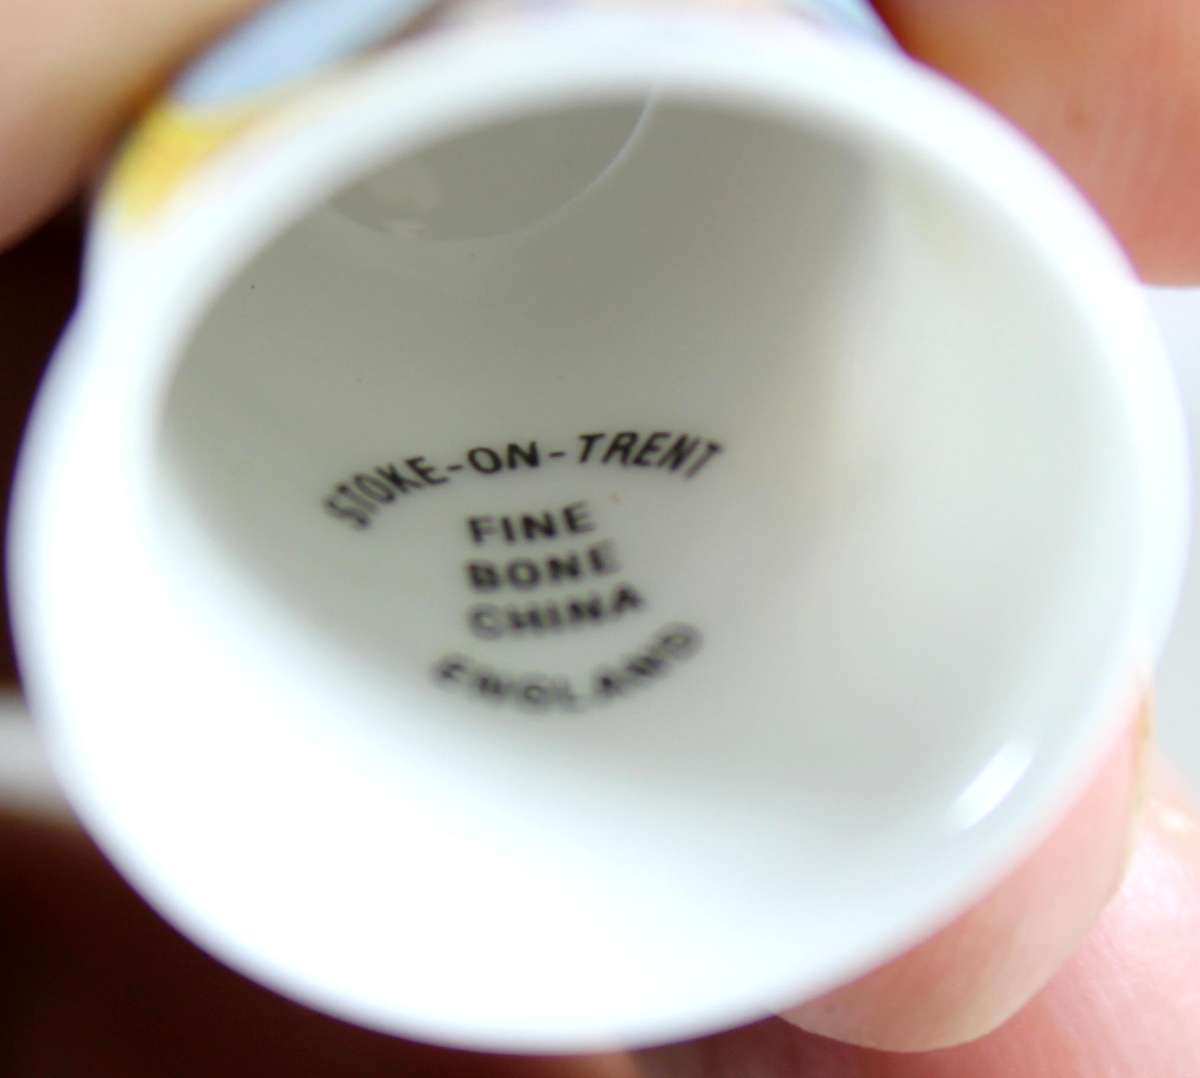 STOKE-ON-TRENT
FINE
BONE
CHINA
ENGLAND